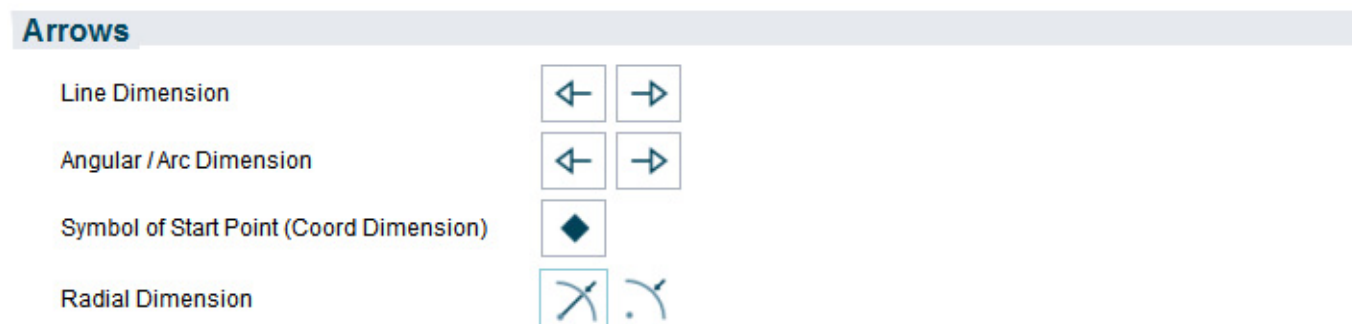 Arrows
Line Dimension
Angular / Arc Dimension
Symbol of Start Point (Coord Dimension)
Radial Dimension